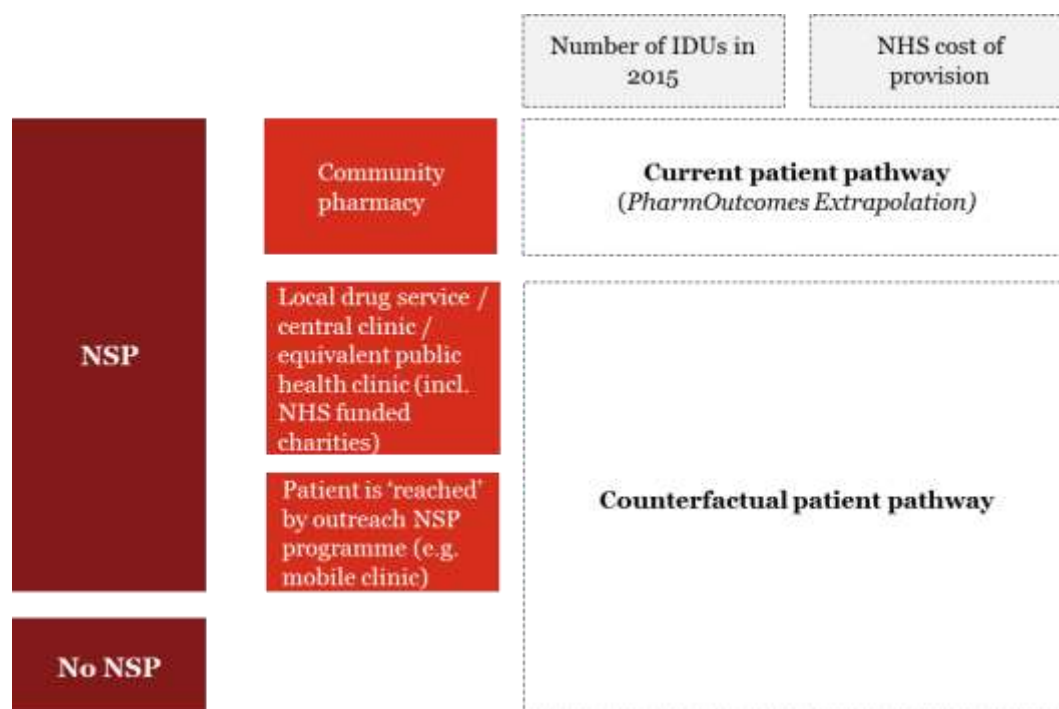 Number of IDUs in
2015
NHS cost of
provision
NSP
Community
pharmacy
Current patient pathway
(PharmOutcomes Extrapolation)
Local drug service /
central clinic /
equivalent public
health clinic (incl.
NHS funded
charities)
Patient is ‘reached’
by outreach NSP
programme (e.g.
mobile clinic)
Counterfactual patient pathway
No NSP